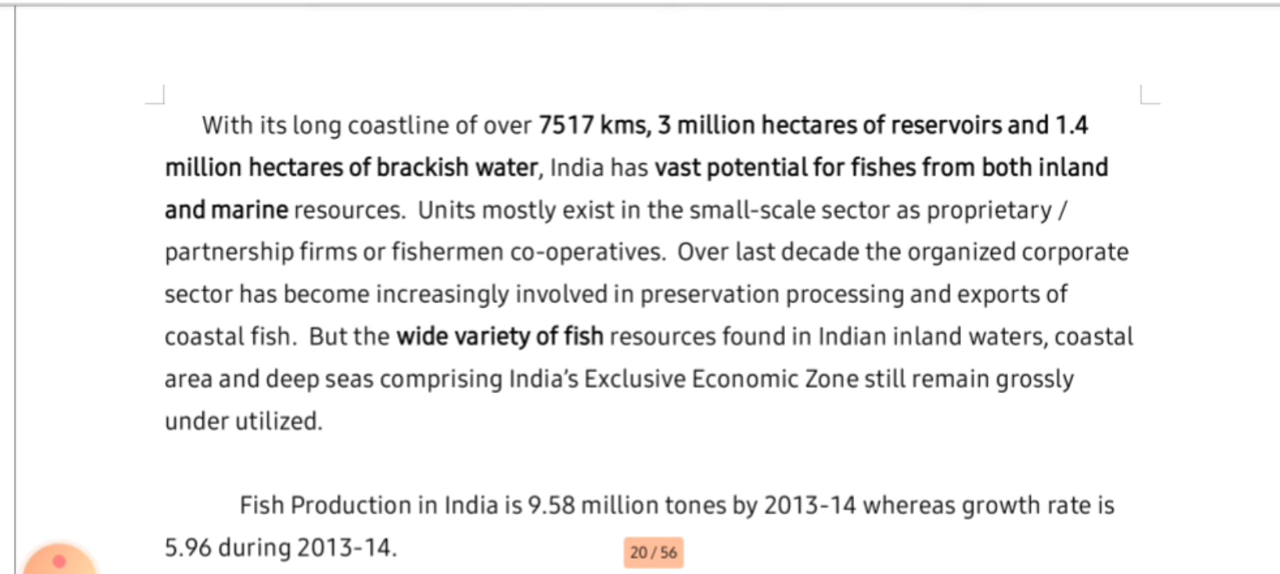 With its long coastline of over 7517 kms, 3 million hectares of reservoirs and 1.4
million hectares of brackish water, India has vast potential for fishes from both inland
and marine resources.  Units mostly exist in the small-scale sector as proprietary /
partnership firms or fishermen co-operatives.  Over last decade the organized corporate
sector has become increasingly involved in preservation processing and exports of
coastal fish.  But the wide variety of fish resources found in Indian inland waters, coastal
area and deep seas comprising India's Exclusive Economic Zone still remain grossly
under utilized.
Fish Production in India is 9.58 million tones by 2013-14 whereas growth rate is
5.96 during 2013-14.
20 / 56